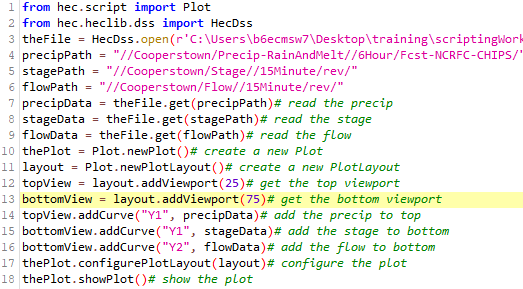 1 from hec.script import Plot
2 from hec.heclib.dss import HecDss
3 theFile = HecDss.open(r'C:\Users\b6ecmsw7\Desktop\training\scriptingWork
4 precipPath = "//Cooperstown/Precip-RainAndMelt//6Hour/Fcst-NCRFC-CHIPS/"
5 stagePath = "//Cooperstown/Stage//15Minute/rev/"
6 flowPath = "//Cooperstown/Flow//15Minute/rev/"
7 precipData = theFile.get(precipPath)# read the precip
8 stageData = theFile.get(stagePath)# read the stage
9 flowData = theFile.get(flowPath)# read the flow
10 thePlot = Plot.newPlot()# create a new Plot
11 layout = Plot.newPlotLayout()# create a new PlotLayout
12 topView = layout.addViewport(25)# get the top viewport
13 bottomView = layout.addViewport(75)# get the bottom viewport
14 topView.addCurve("Y1", precipData)# add the precip to top
15 bottomView.addCurve("Y1", stageData)# add the stage to bottom
16 bottomView.addCurve("Y2", flowData)# add the flow to bottom
17 thePlot.configurePlotLayout(layout)# configure the plot
18 thePlot.showPlot()# show the plot